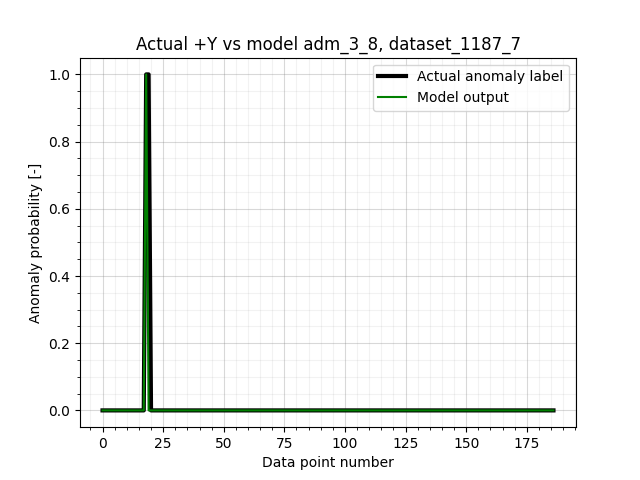 Actual +Y vs model adm_3_8, dataset_1187_7
Actual anomaly label
Model output
1.0
0.8
0.6
0.4
0.2
0.0
Anomaly probability [-]
0 25 50 75 100 125 150 175
Data point number